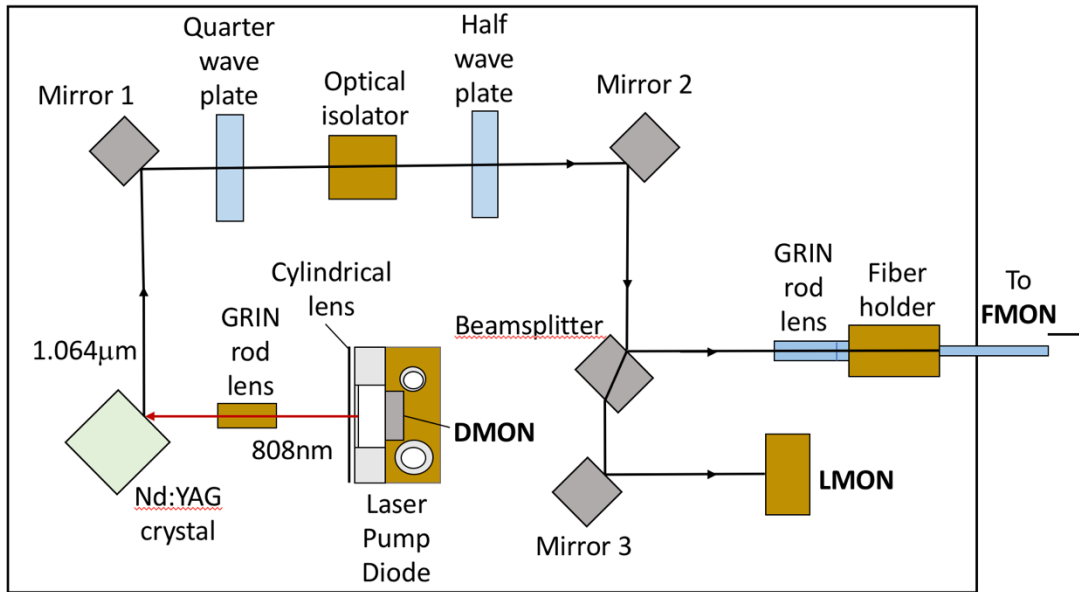 Quarter
wave
plate
Half
wave
plate
Mirror 1
Optical
isolator
Mirror 2
Cylindrical
lens
GRIN
rod
lens
Fiber
holder
To
FMON
Beamsplitter
GRIN
rod
lens
1.064μm
808nm
DMON
LMON
Nd:YAG
crystal
Laser
Pump
Diode
Mirror 3